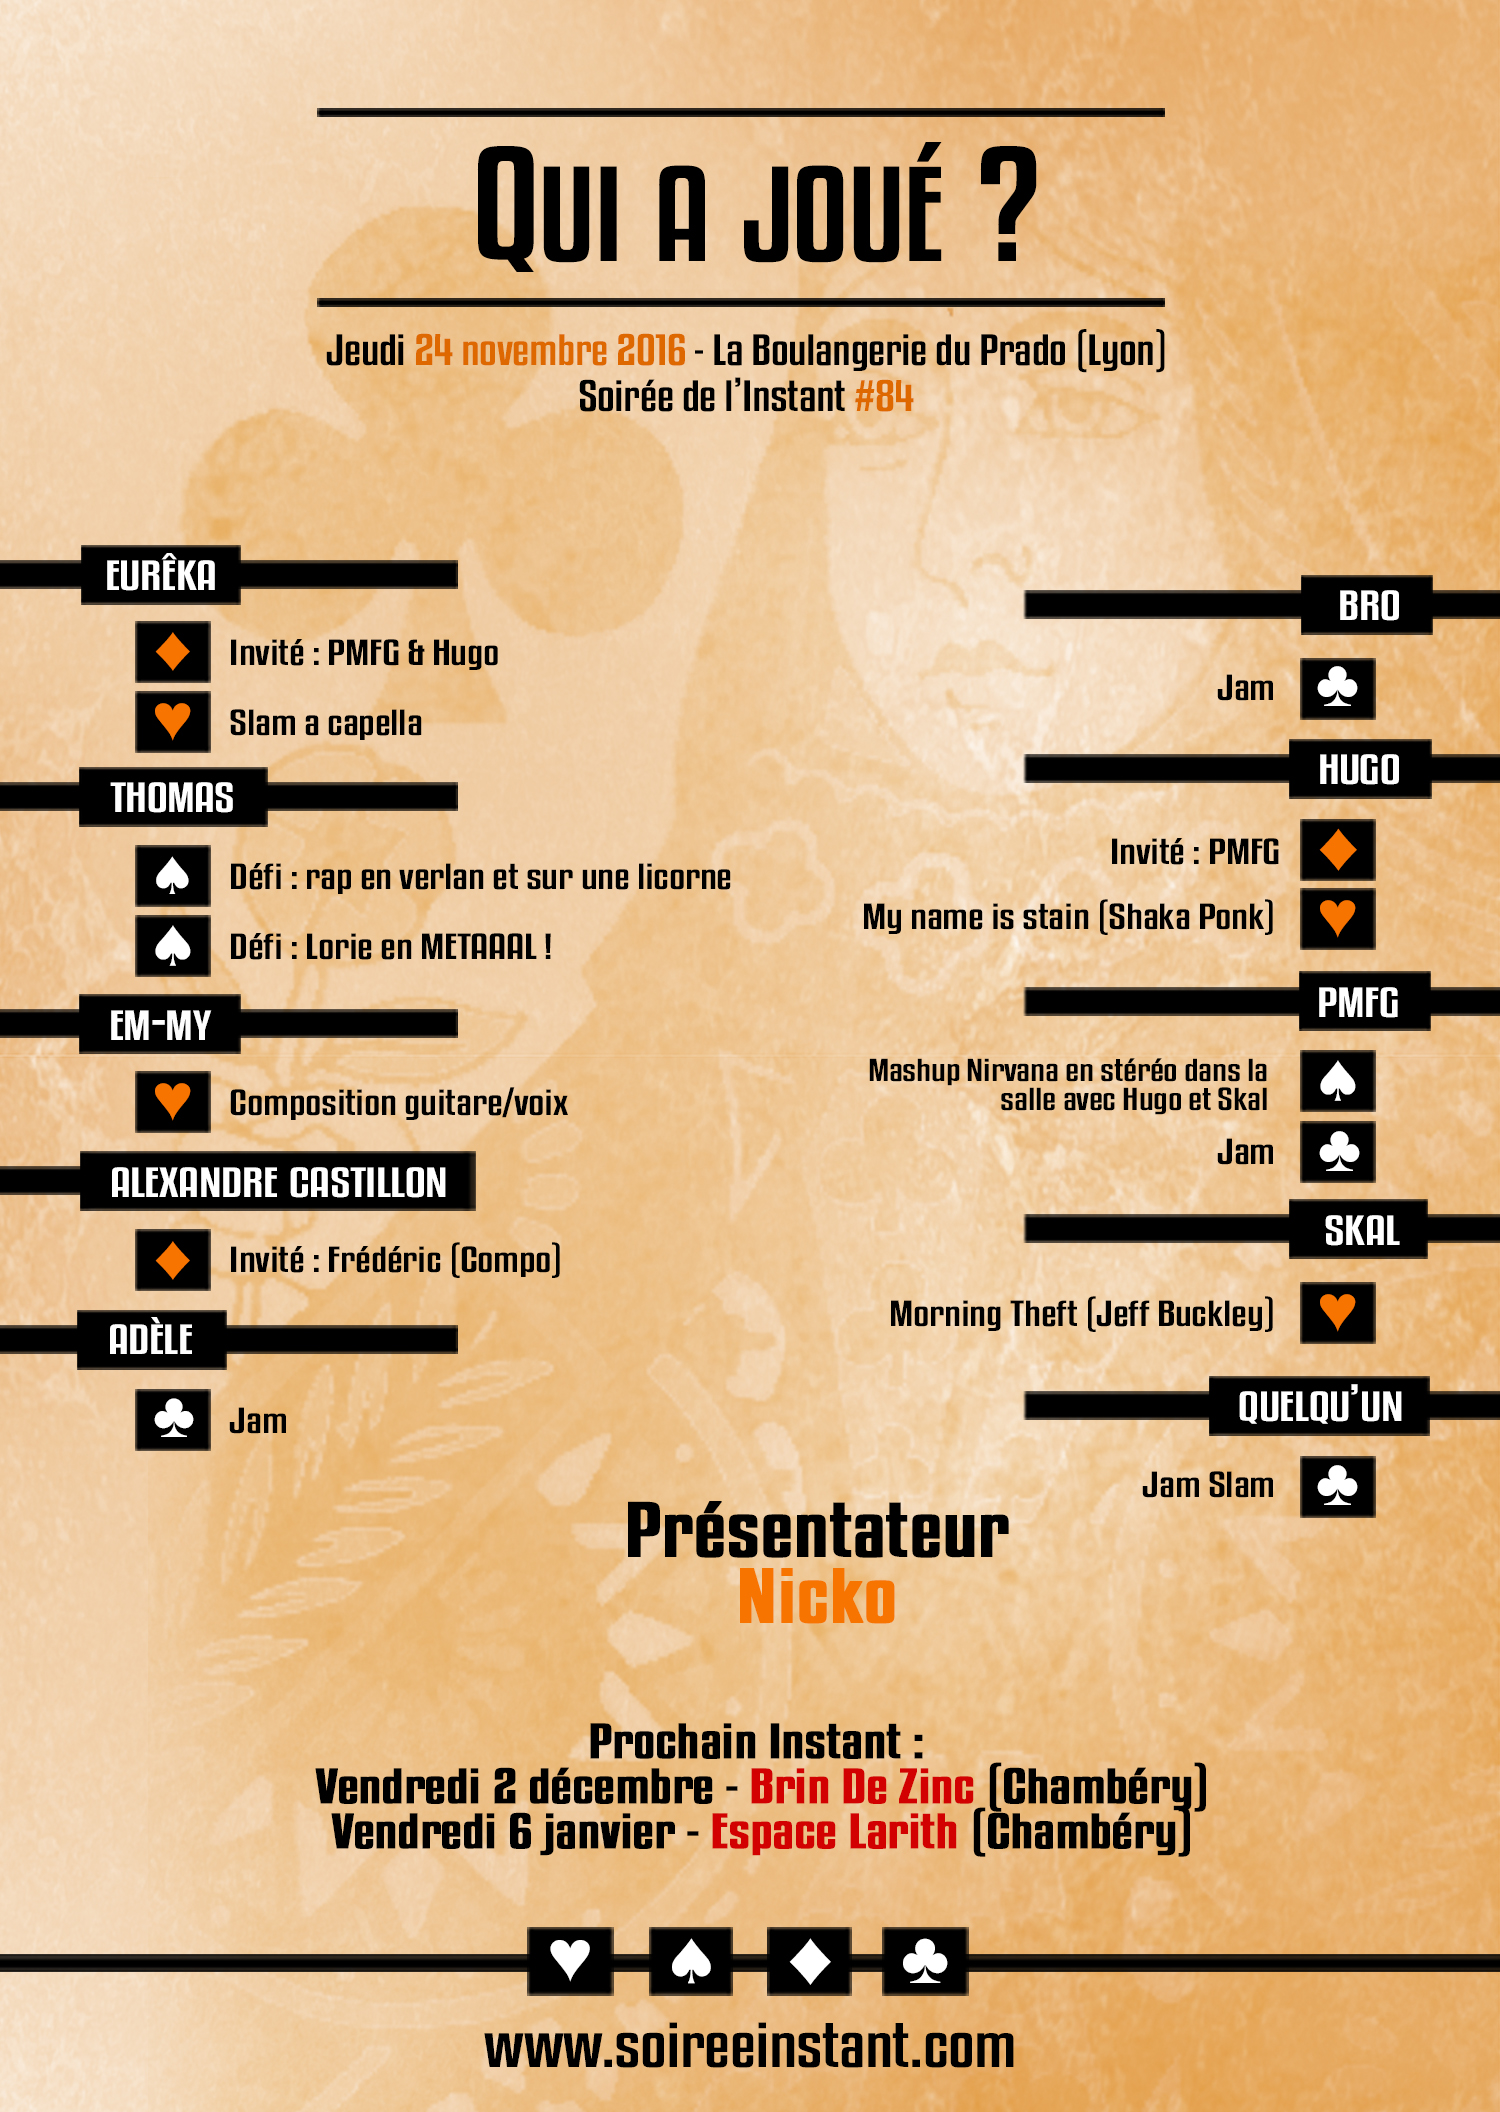 Qui a joué ?
Jeudi 24 novembre 2016 - La Boulangerie du Prado (Lyon)
Soirée de l'Instant #84
EURÊKA
Invité : PMFG & Hugo
Slam a capella
THOMAS
Défi : rap en verlan et sur une licorne
Défi : Lorie en METAAAL !
EM-MY
Composition guitare/voix
ALEXANDRE CASTILLON
Invité : Frédéric (Compo)
ADÈLE
Jam
BRO
Jam
HUGO
Invité : PMFG
My name is stain (Shaka Ponk)
PMFG
Mashup Nirvana en stéréo dans la
salle avec Hugo et Skal
Jam
SKAL
Morning Theft (Jeff Buckley)
QUELQU'UN
Jam Slam
Présentateur
Nicko
Prochain Instant :
Vendredi 2 décembre - Brin De Zinc (Chambéry)
Vendredi 6 janvier - Espace Larith (Chambéry)
www.soireeinstant.com